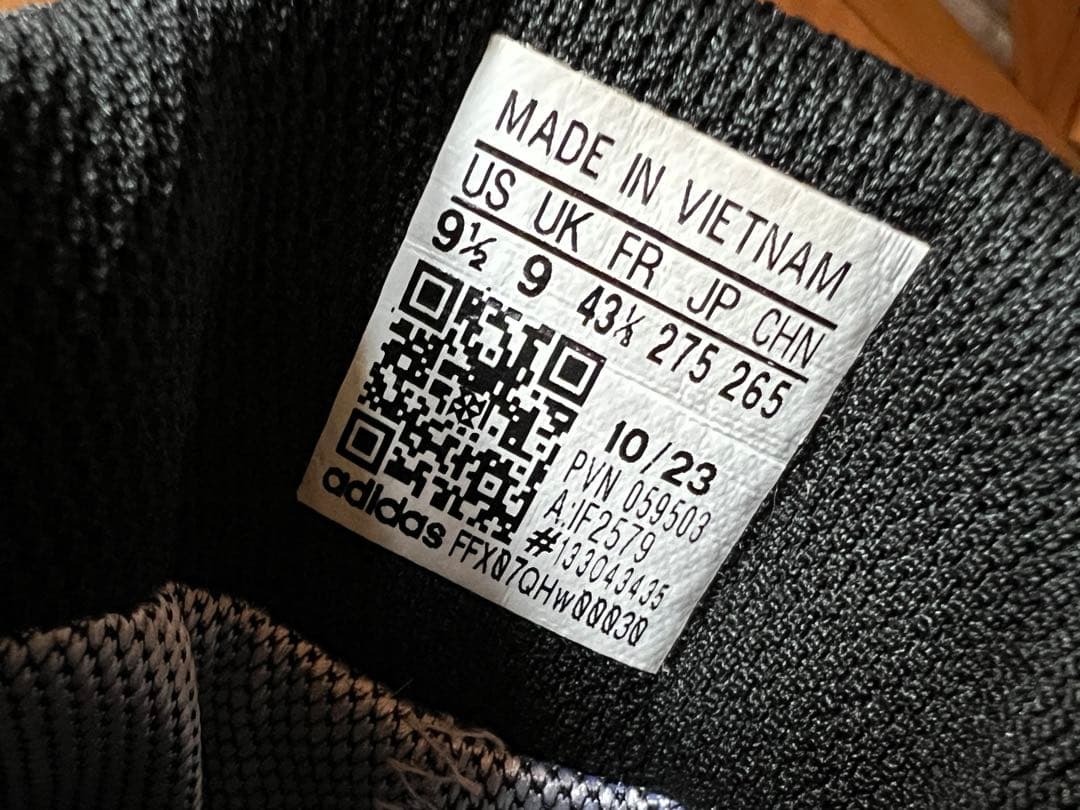 MADE IN VIETNAM
US UK FR JP CHN
9½ 9 43⅓ 275 265
10/23
PVN 059503
A:IF2579
#133043435
adidas FFX07QHw00030